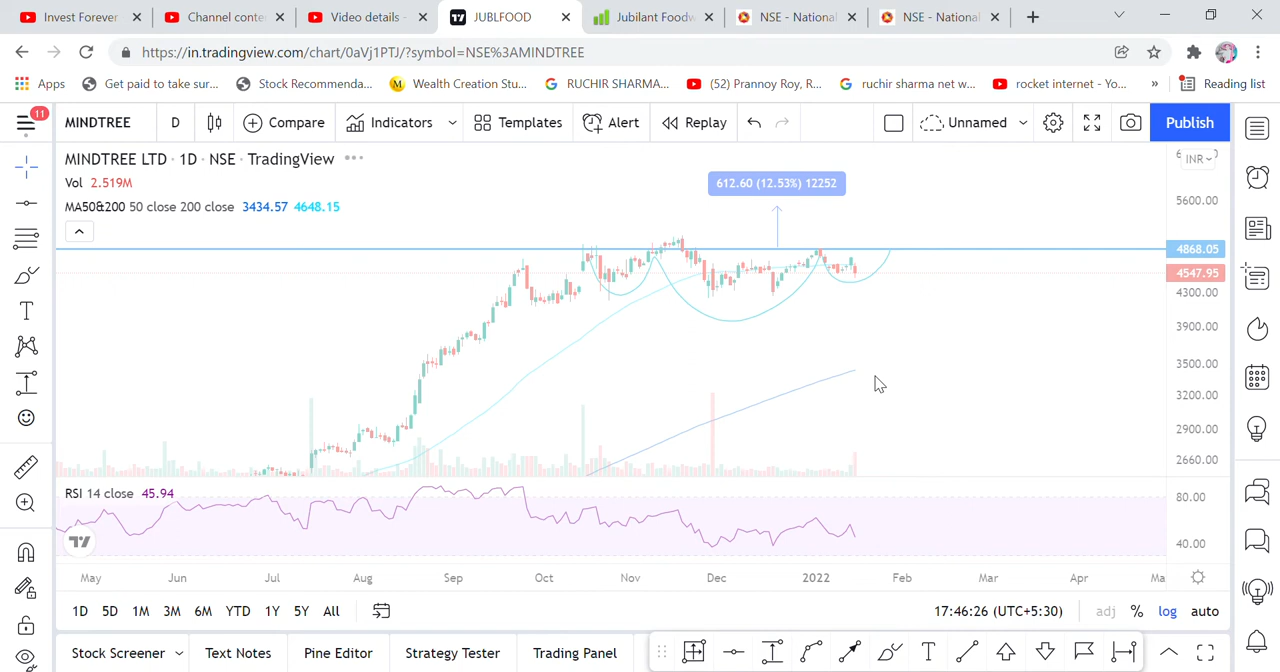 Invest Forever
Channel conte
Video details -
JUBLFOOD
Jubilant Foodw
NSE - National
NSE - National
https://in.tradingview.com/chart/0aVj1PTJ/?symbol=NSE%3AMINDTREE
Apps
Get paid to take sur...
Stock Recommenda...
Wealth Creation Stu...
RUCHIR SHARMA...
(52) Prannoy Roy, R...
ruchir sharma net w...
rocket internet - Yo...
»
Reading list
11
MINDTREE
D
Compare
Indicators
Templates
Alert
Replay
Unnamed
Publish
MINDTREE LTD · 1D · NSE · TradingView
INR
Vol 2.519M
612.60 (12.53%) 12252
MA50&200 50 close 200 close 3434.57 4648.15
5600.00
4868.05
4547.95
4300.00
3900.00
3500.00
3200.00
2900.00
2660.00
RSI 14 close 45.94
80.00
40.00
May Jun Jul Aug Sep Oct Nov Dec 2022 Feb Mar Apr Ma
1D 5D 1M 3M 6M YTD 1Y 5Y All
17:46:26 (UTC+5:30)
adj % log auto
Stock Screener
Text Notes
Pine Editor
Strategy Tester
Trading Panel